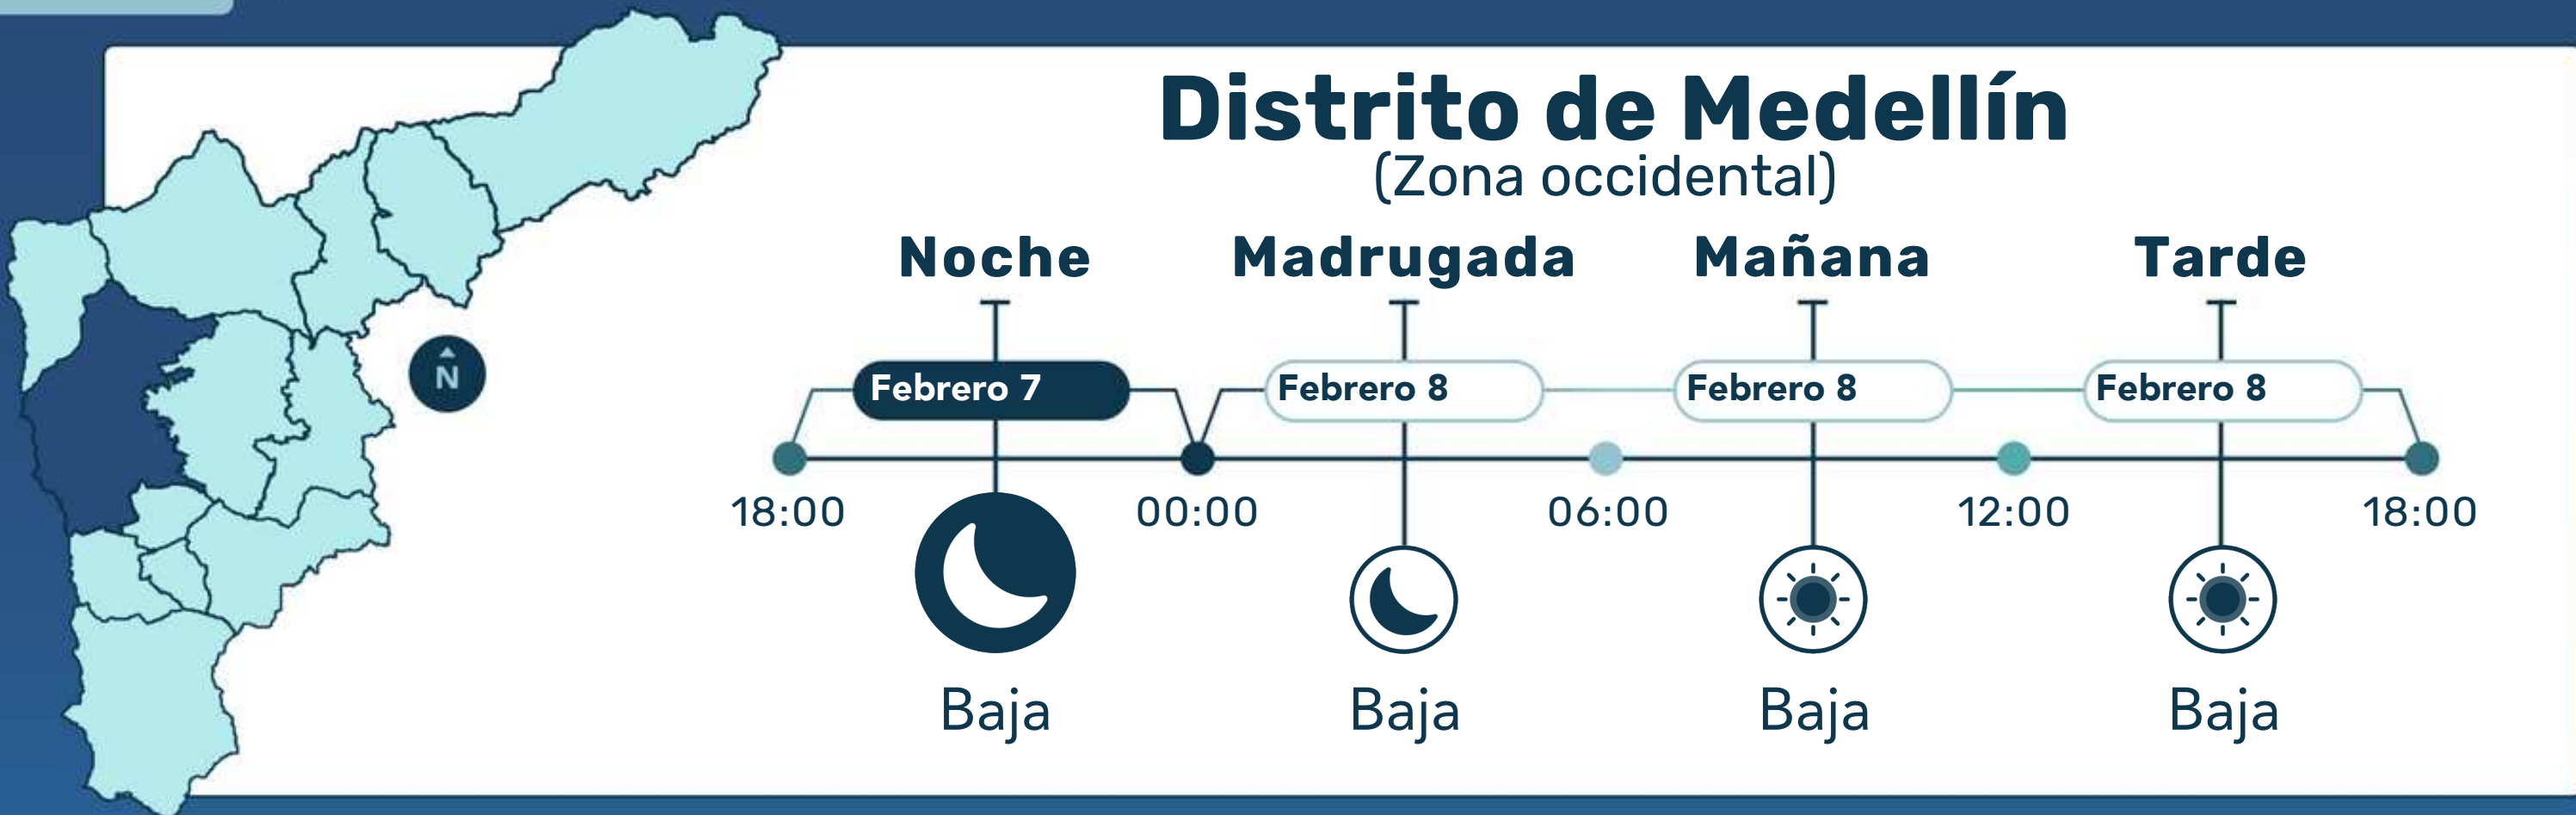 Distrito de Medellín
(Zona occidental)
Noche Madrugada Mañana Tarde
Febrero 7 Febrero 8 Febrero 8 Febrero 8
N
18:00 00:00 06:00 12:00 18:00
Baja Baja Baja Baja